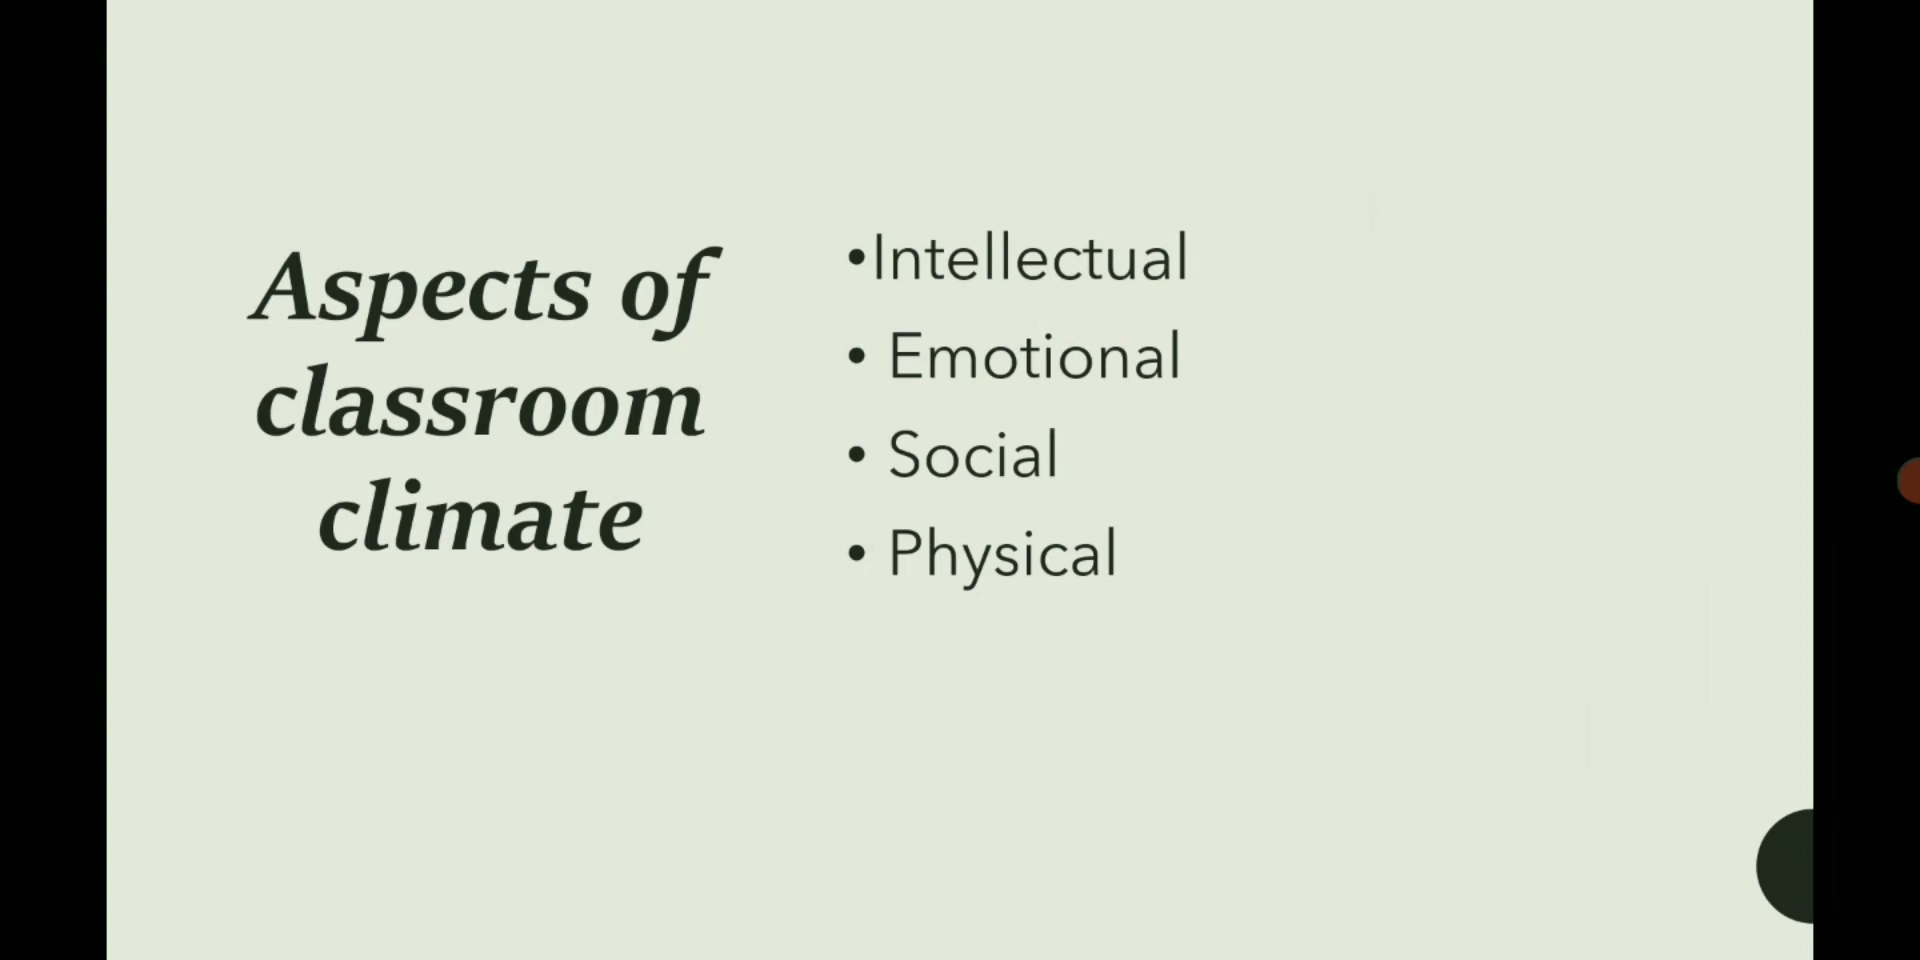 Aspects of
classroom
climate
•Intellectual
• Emotional
• Social
• Physical